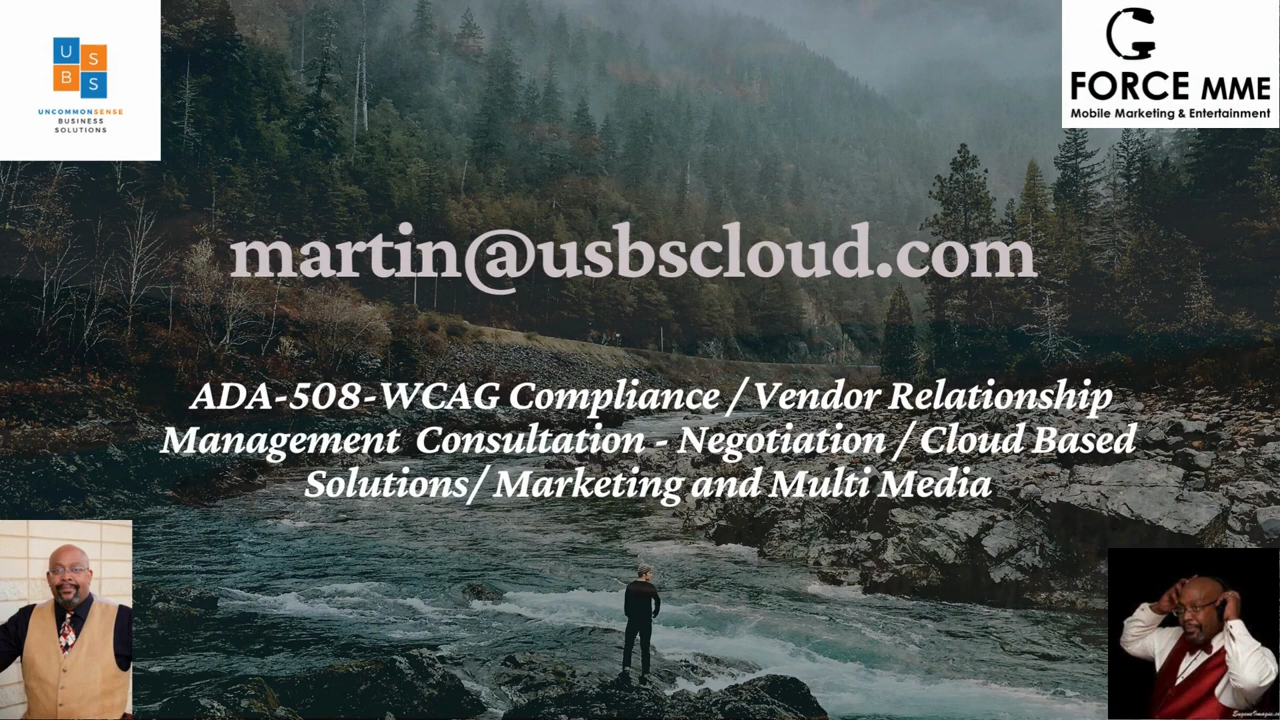 U
S
B
S
UNCOMMONSENSE
BUSINESS
SOLUTIONS
G
FORCE MME
Mobile Marketing & Entertainment
martin@usbscloud.com
ADA-508-WCAG Compliance / Vendor Relationship
Management Consultation - Negotiation / Cloud Based
Solutions/ Marketing and Multi Media